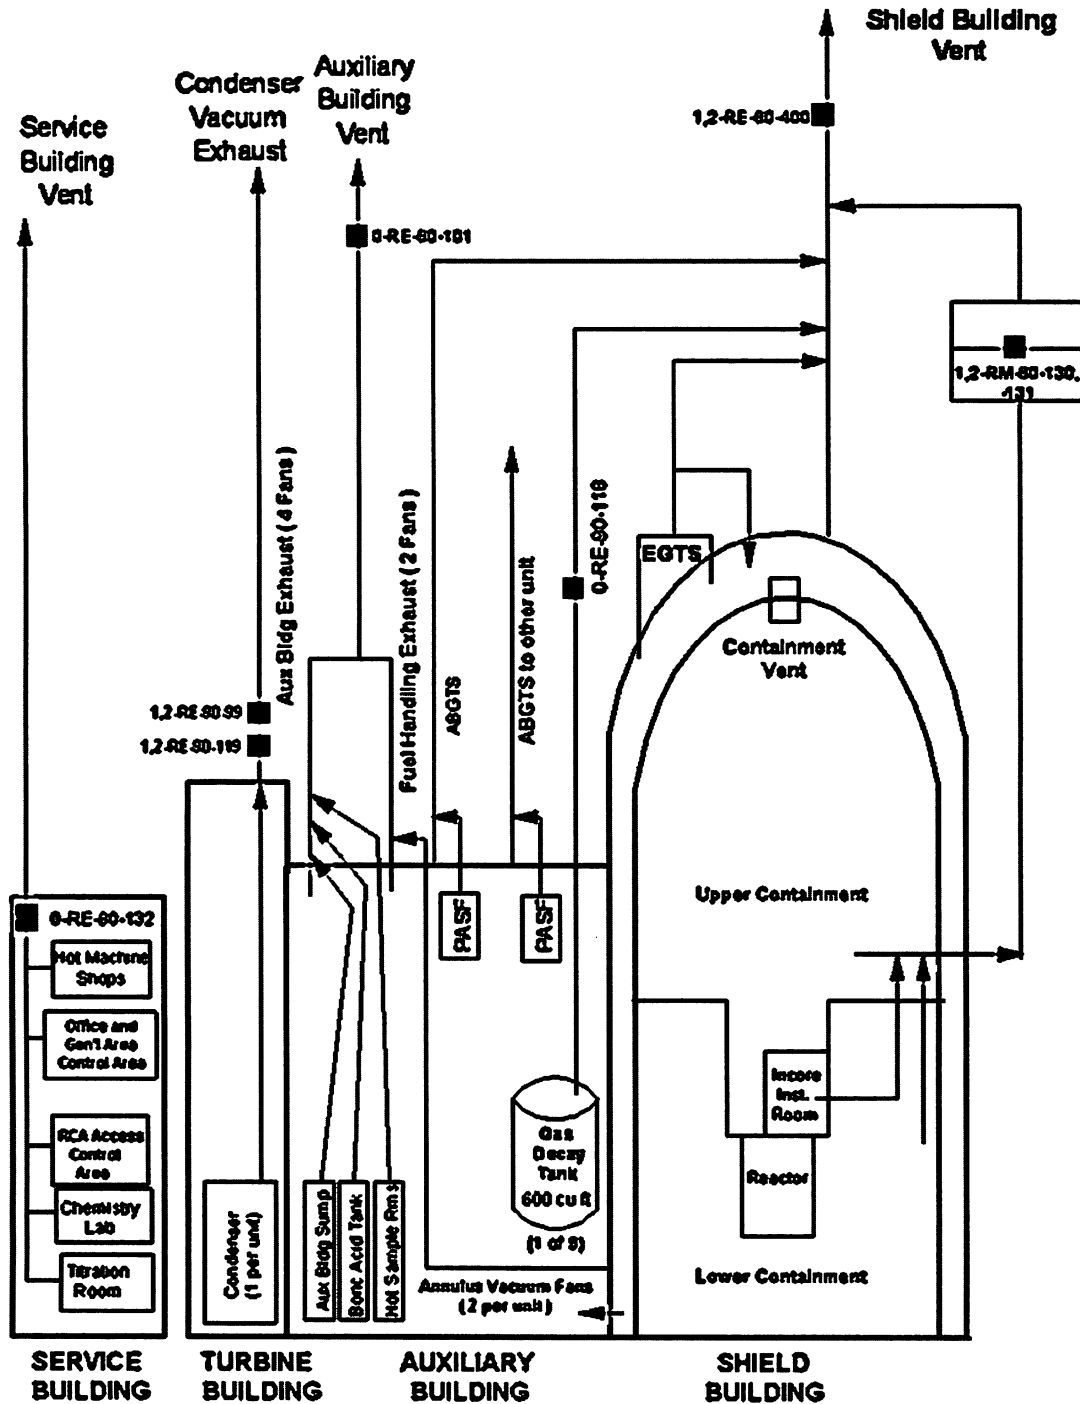 Shield Building
Vent
Auxiliary
Building
Vent
Condenser
Vacuum
Exhaust
Service
Building
Vent
1,2-RE-90-400
0-RE-90-101
1,2-RM-90-130,
-131
Aux Bldg Exhaust ( 4 Fans )
Fuel Handling Exhaust ( 2 Fans )
ABGTS
ABGTS to other unit
0-RE-90-118
EGTS
Containment
Vent
1,2-RE-90-99
1,2-RE-90-119
Upper Containment
0-RE-90-132
Hot Machine
Shops
Office and
Gen'l Area
Control Area
RCA Access
Control
Area
Chemistry
Lab
Titration
Room
Condenser
(1 per unit)
Aux Bldg Sump
Boric Acid Tank
Hot Sample Rms
PASF
PASF
Gas
Decay
Tank
600 cu ft
(1 of 9)
Incore
Inst.
Room
Reactor
Lower Containment
Annulus Vacuum Fans
( 2 per unit )
SERVICE
BUILDING
TURBINE
BUILDING
AUXILIARY
BUILDING
SHIELD
BUILDING